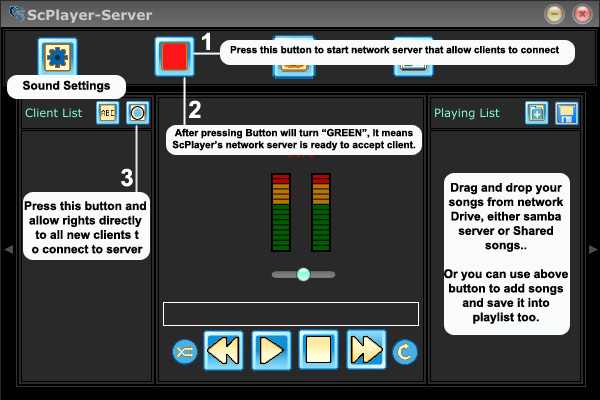 ScPlayer-Server
1
Press this button to start network server that allow clients to connect
Sound Settings
2
After pressing Button will turn “GREEN”, It means
ScPlayer's network server is ready to accept client.
Client List
ABC
Playing List
3
Press this button and
allow rights directly
to all new clients t
o connect to server
Drag and drop your
songs from network
Drive, either samba
server or Shared
songs..
Or you can use above
button to add songs
and save it into
playlist too.